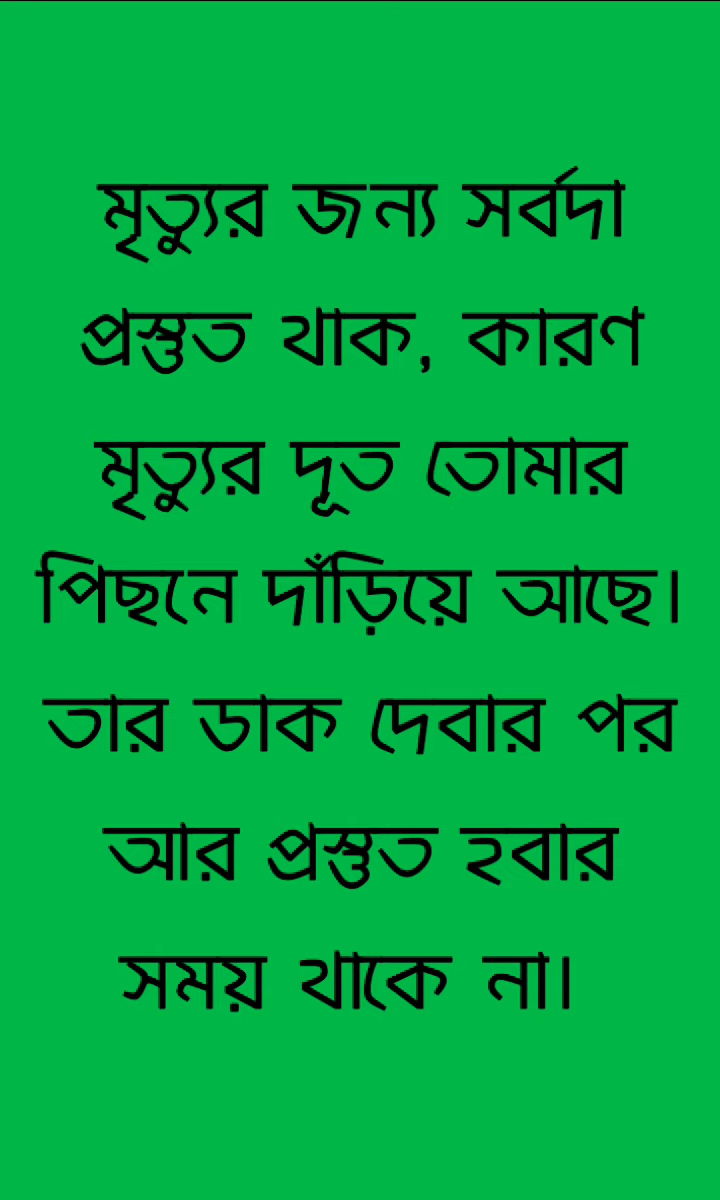 মৃত্যুর জন্য সর্বদা
প্রস্তুত থাক, কারণ
মৃত্যুর দূত তোমার
পিছনে দাঁড়িয়ে আছে।
তার ডাক দেবার পর
আর প্রস্তুত হবার
সময় থাকে না।